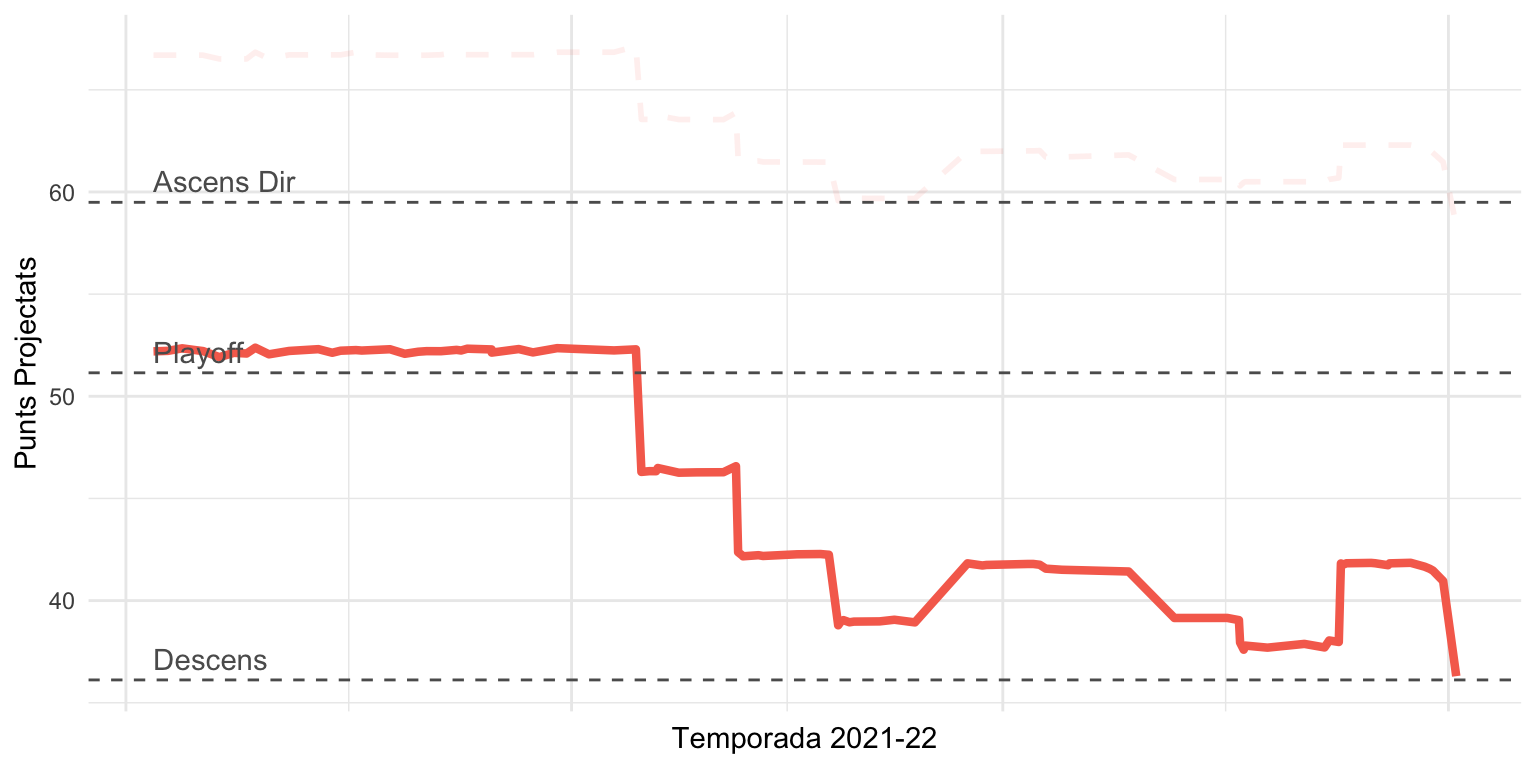 Punts Projectats
60
50
40
Ascens Dir
Playoff
Descens
Temporada 2021-22